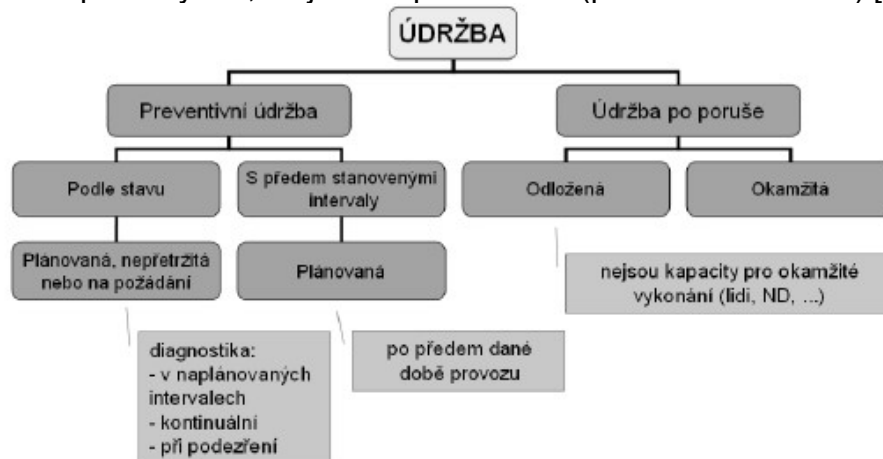 ÚDRŽBA
Preventivní údržba
Údržba po poruše
Podle stavu
S předem stanovenými
intervaly
Odložená
Okamžitá
Plánovaná, nepřetržitá
nebo na požádání
Plánovaná
nejsou kapacity pro okamžité
vykonání (lidi, ND, ...)
diagnostika:
- v naplánovaných
intervalech
- kontinuální
- při podezření
po předem dané
době provozu